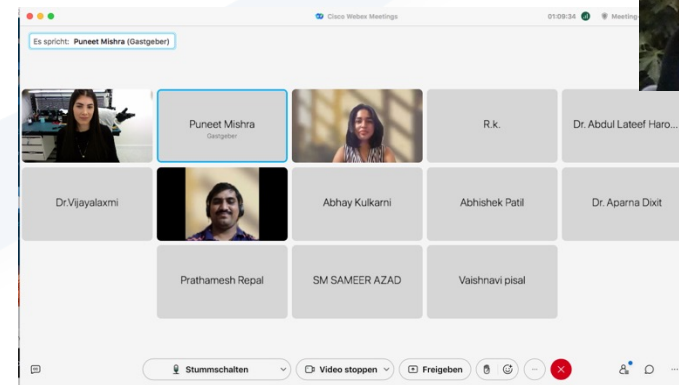 Cisco Webex Meetings
01:09:34
Meeting-
Es spricht: Puneet Mishra (Gastgeber)
Puneet Mishra
Gastgeber
R.k.
Dr. Abdul Lateef Haro...
Dr.Vijayalaxmi
Abhay Kulkarni
Abhishek Patil
Dr. Aparna Dixit
Prathamesh Repal
SM SAMEER AZAD
Vaishnavi pisal
Stummschalten
Video stoppen
Freigeben